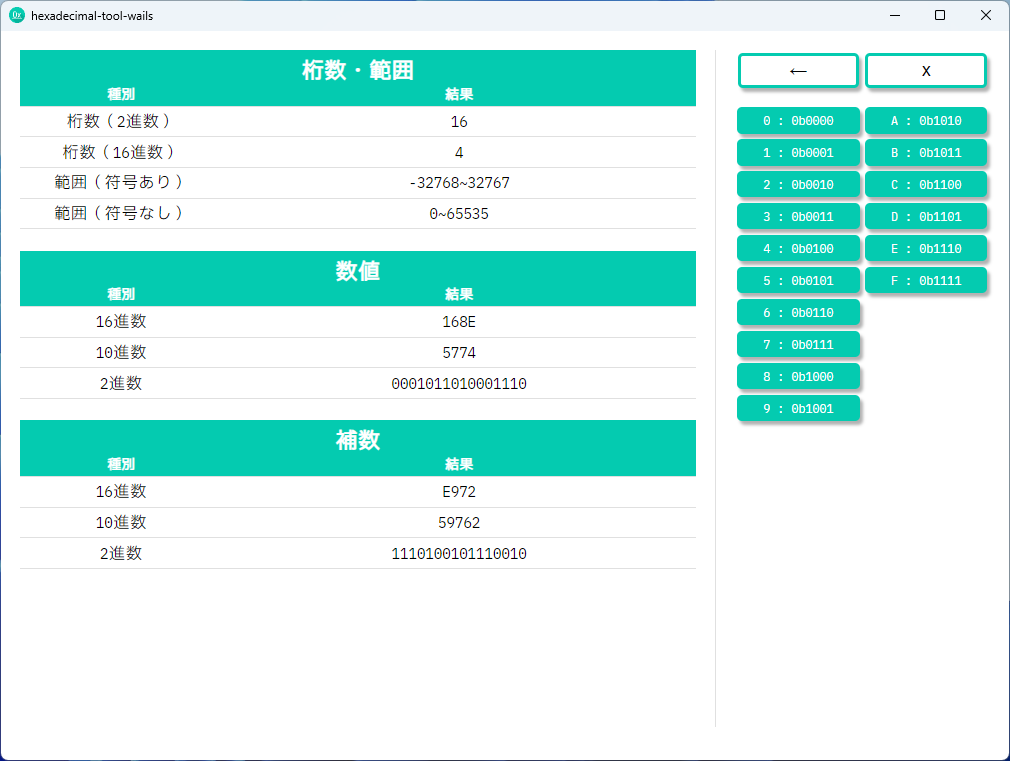 Dx hexadecimal-tool-wails
桁数・範囲
種別 結果
桁数(2進数) 16
桁数(16進数) 4
範囲(符号あり) -32768~32767
範囲(符号なし) 0~65535
数値
種別 結果
16進数 168E
10進数 5774
2進数 0001011010001110
補数
種別 結果
16進数 E972
10進数 59762
2進数 1110100101110010
← X
0 : 0b0000 A : 0b1010
1 : 0b0001 B : 0b1011
2 : 0b0010 C : 0b1100
3 : 0b0011 D : 0b1101
4 : 0b0100 E : 0b1110
5 : 0b0101 F : 0b1111
6 : 0b0110
7 : 0b0111
8 : 0b1000
9 : 0b1001